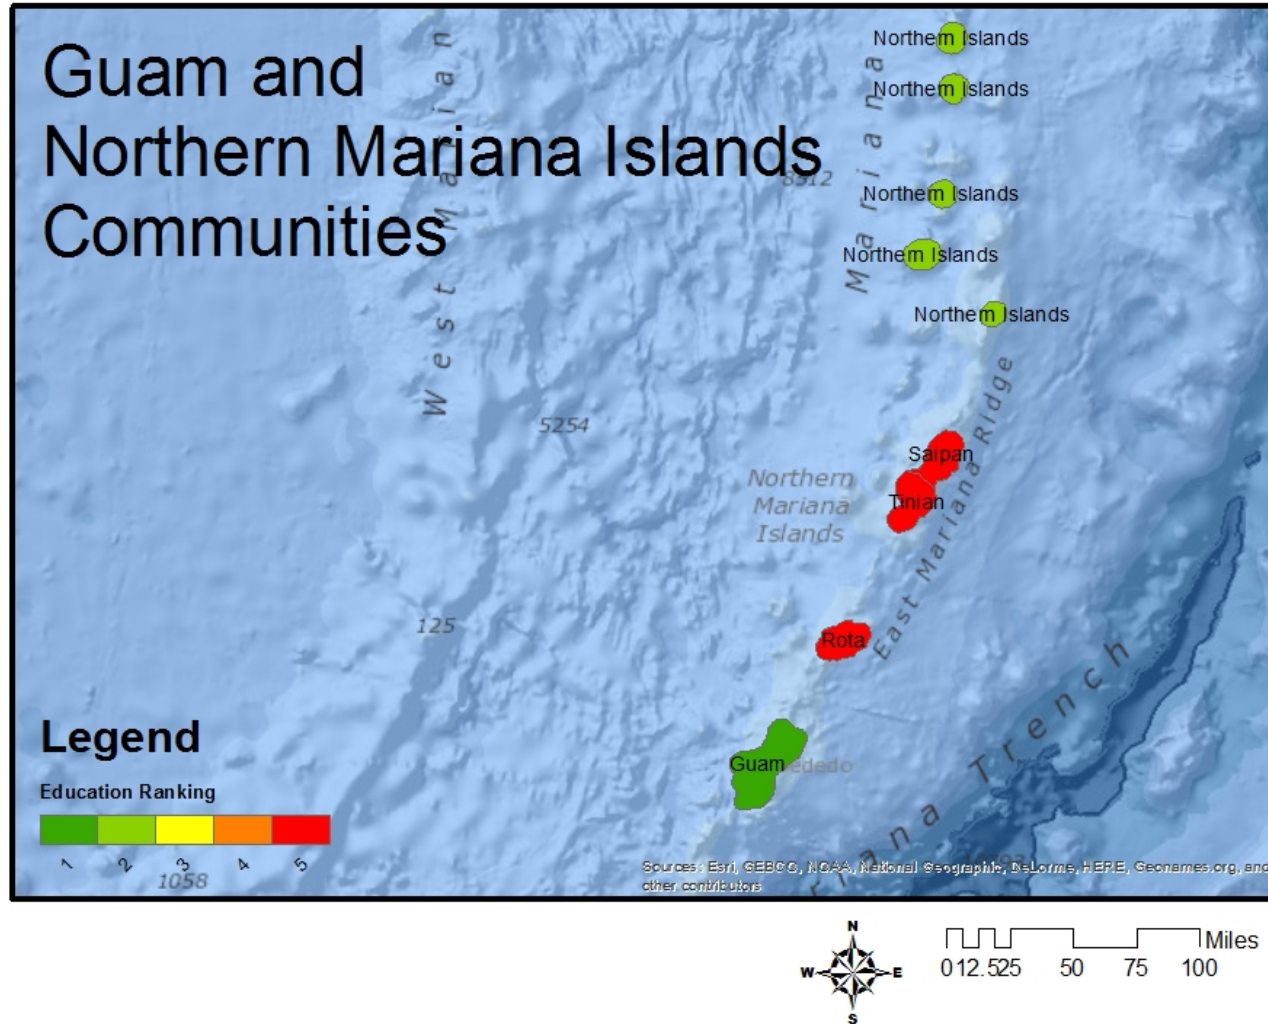 Guam and
Northern Mariana Islands
Communities
West Marian
Mariana
8512
Northern Islands
Northern Islands
Northern Islands
Northern Islands
Northern Islands
5254
Saipan
Tinian
Northern
Mariana
Islands
East Mariana Ridge
125
Rota
Guam
ededo
riana Trench
Legend
Education Ranking
1 2 3 4 5
1058
Sources: Esri, GEBCO, NOAA, National Geographic, DeLorme, HERE, Geonames.org, and
other contributors
N
W E
S
0 12.5 25 50 75 100 Miles